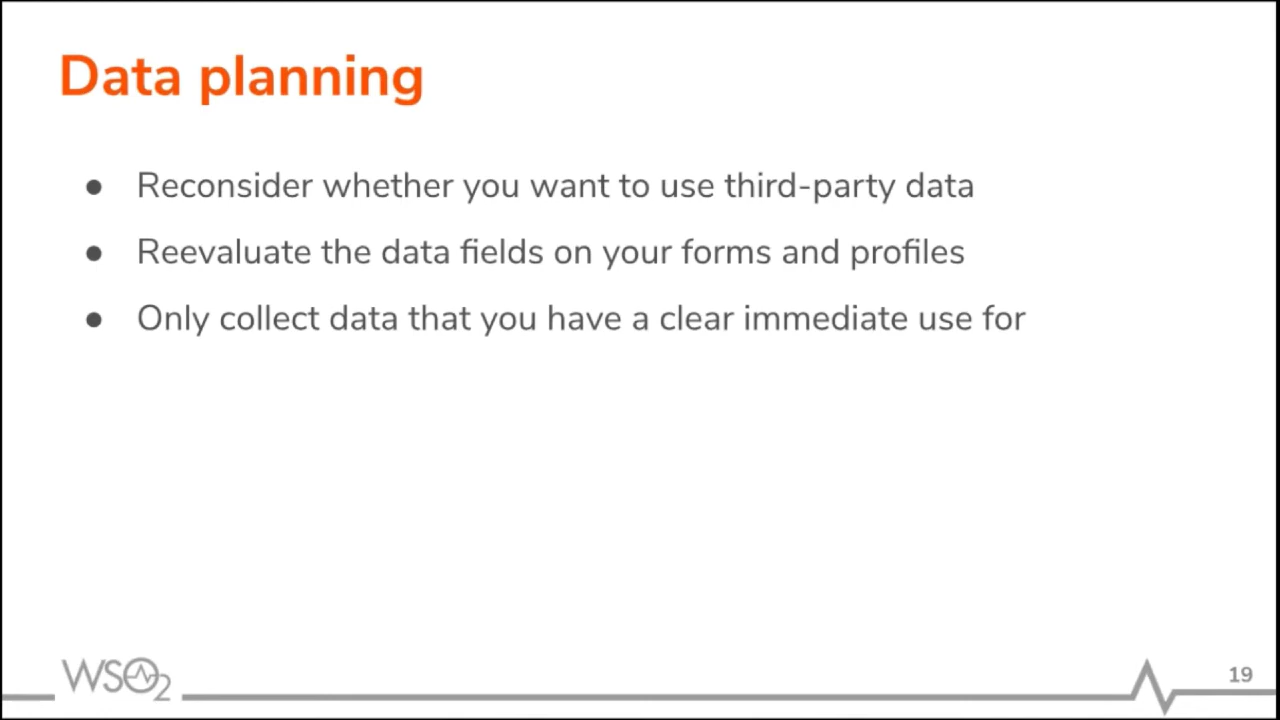 Data planning
● Reconsider whether you want to use third-party data
● Reevaluate the data fields on your forms and profiles
● Only collect data that you have a clear immediate use for
WSO2
19